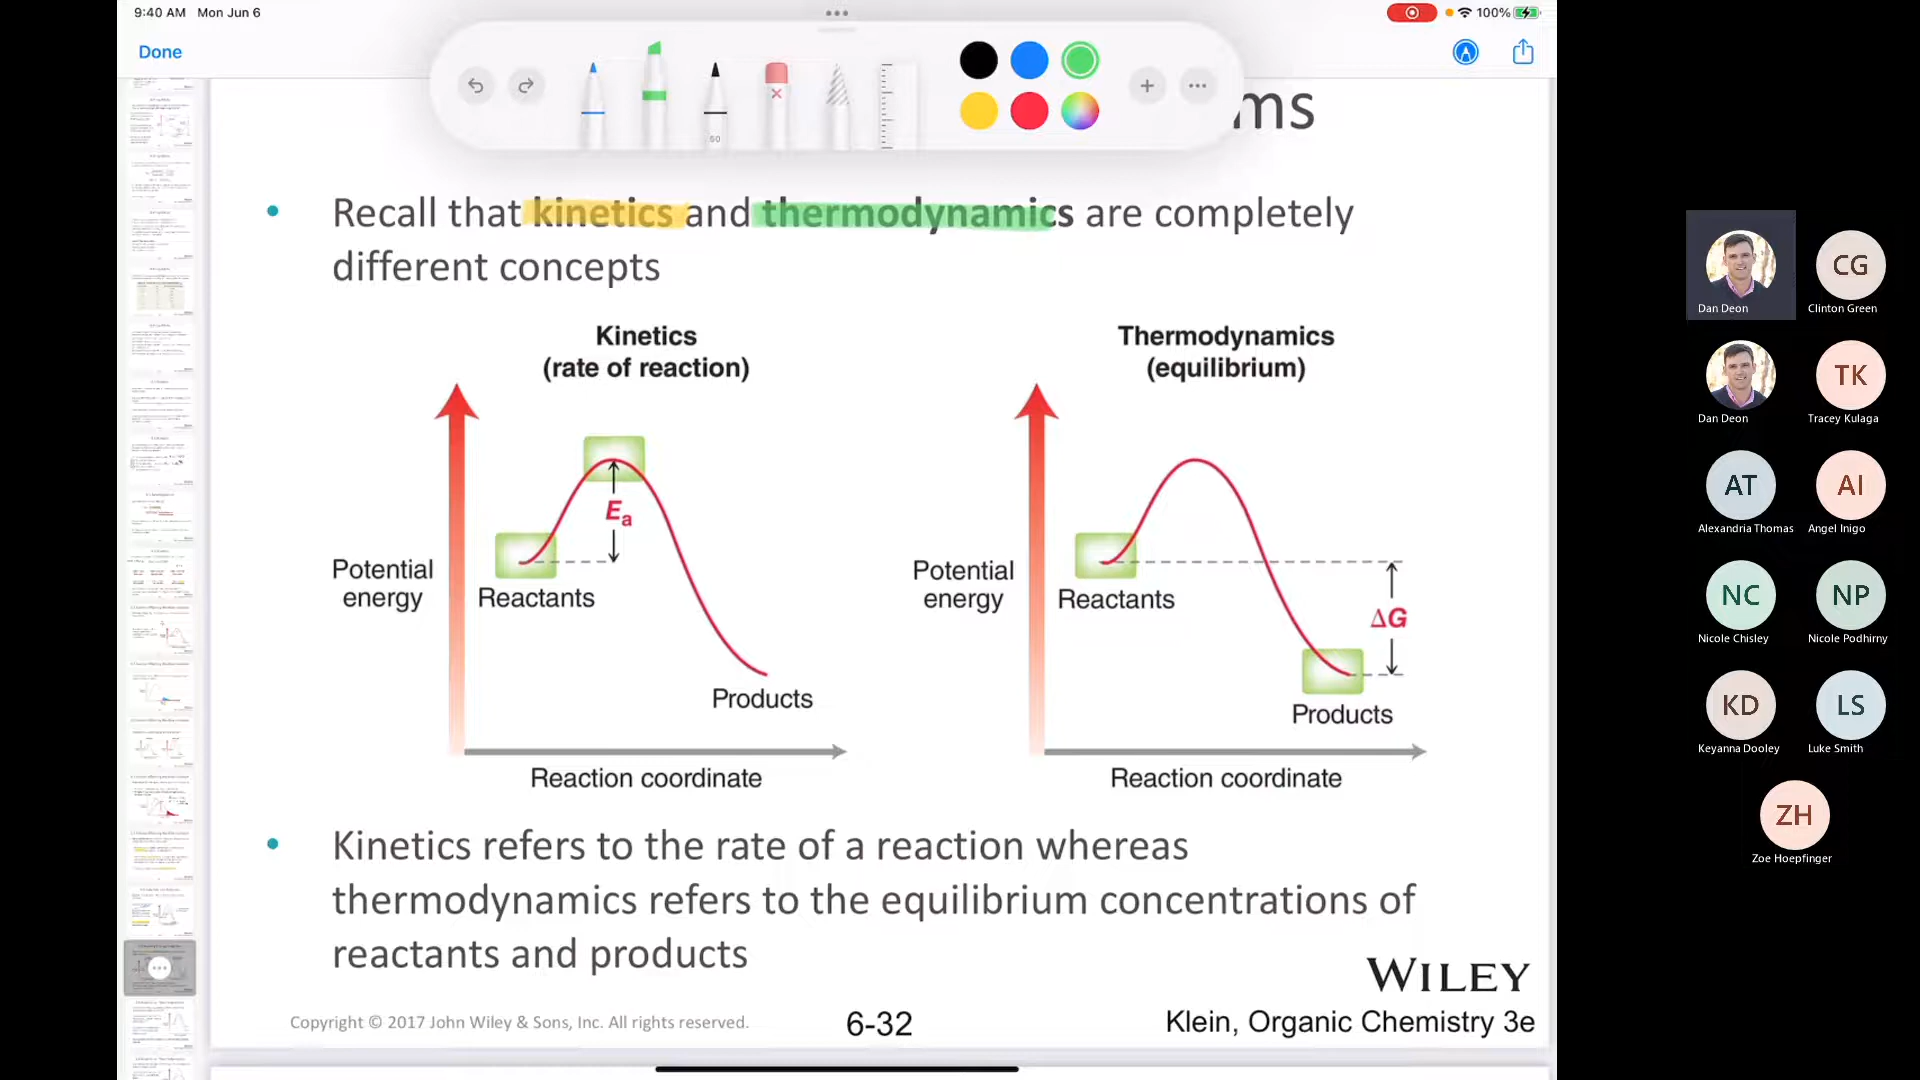 9:40 AM Mon Jun 6
100%
Done
50
ms
• Recall that kinetics and thermodynamics are completely
different concepts
Kinetics
(rate of reaction)
Ea
Potential
energy
Reactants
Products
Reaction coordinate
Thermodynamics
(equilibrium)
Potential
energy
Reactants
ΔG
Products
Reaction coordinate
• Kinetics refers to the rate of a reaction whereas
thermodynamics refers to the equilibrium concentrations of
reactants and products
WILEY
Copyright © 2017 John Wiley & Sons, Inc. All rights reserved.
6-32
Klein, Organic Chemistry 3e
Dan Deon
CG
Clinton Green
Dan Deon
TK
Tracey Kulaga
AT
Alexandria Thomas
AI
Angel Inigo
NC
Nicole Chisley
NP
Nicole Podhirny
KD
Keyanna Dooley
LS
Luke Smith
ZH
Zoe Hoepfinger